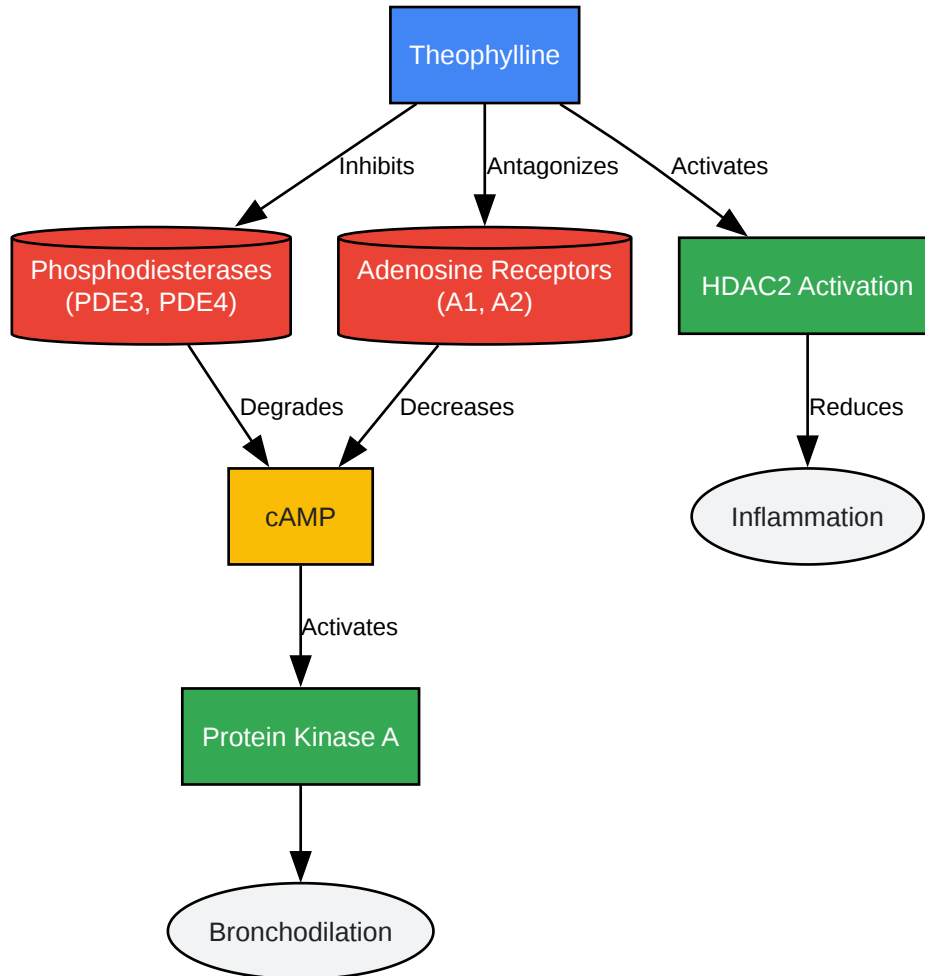 Theophylline
Inhibits
Antagonizes
Activates
Phosphodiesterases
(PDE3, PDE4)
Adenosine Receptors
(A1, A2)
HDAC2 Activation
Degrades
Decreases
Reduces
cAMP
Inflammation
Activates
Protein Kinase A
Bronchodilation